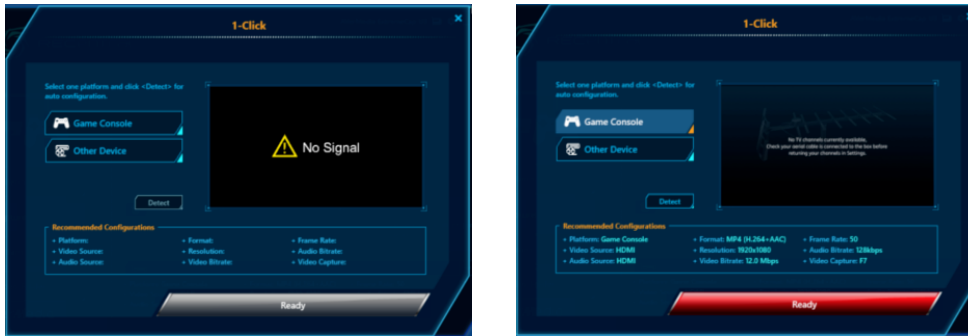 1-Click
Select one platform and click <Detect> for
auto configuration.
Game Console
Other Device
Detect
No Signal
Recommended Configurations
• Platform:
• Format:
• Frame Rate:
• Video Source:
• Resolution:
• Audio Bitrate:
• Audio Source:
• Video Bitrate:
• Video Capture:
Ready
1-Click
Select one platform and click <Detect> for
auto configuration.
Game Console
Other Device
Detect
No TV channels currently available.
Check your aerial cable is connected to the box before
retuning your channels in Settings.
Recommended Configurations
• Platform: Game Console
• Format: MP4 (H.264+AAC)
• Frame Rate: 50
• Video Source: HDMI
• Resolution: 1920x1080
• Audio Bitrate: 128kbps
• Audio Source: HDMI
• Video Bitrate: 12.0 Mbps
• Video Capture: F7
Ready